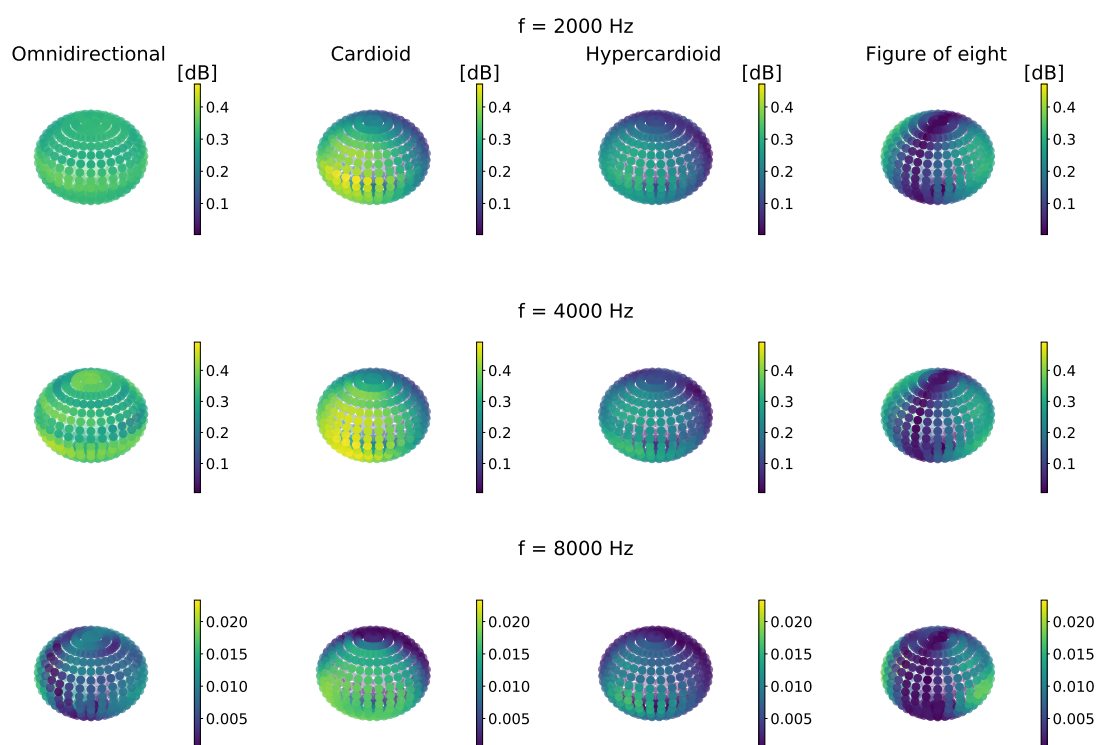 f = 2000 Hz
Omnidirectional Cardioid Hypercardioid Figure of eight
[dB] [dB] [dB] [dB]
0.4 0.4 0.4 0.4
0.3 0.3 0.3 0.3
0.2 0.2 0.2 0.2
0.1 0.1 0.1 0.1
f = 4000 Hz
0.4 0.4 0.4 0.4
0.3 0.3 0.3 0.3
0.2 0.2 0.2 0.2
0.1 0.1 0.1 0.1
f = 8000 Hz
0.020 0.020 0.020 0.020
0.015 0.015 0.015 0.015
0.010 0.010 0.010 0.010
0.005 0.005 0.005 0.005